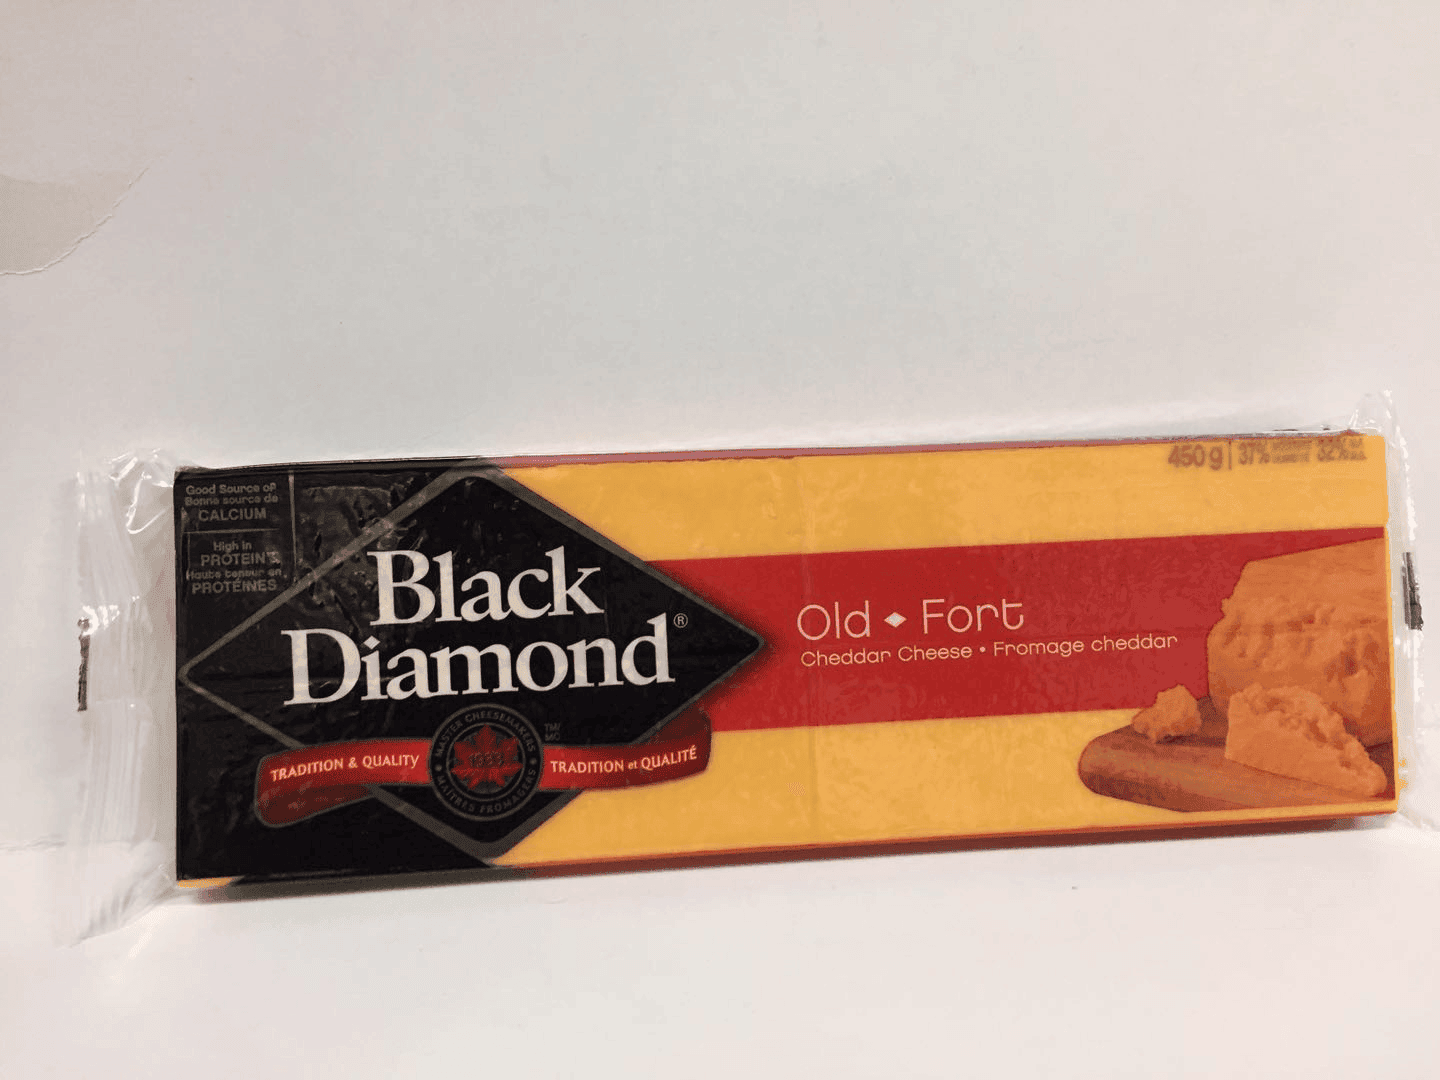 Good Source of
Bonne source de
CALCIUM
High in
PROTEIN
Haute teneur en
PROTÉINES
Black
Diamond®
TRADITION & QUALITY
MASTER CHEESEMAKERS
1933
MAÎTRES FROMAGERS
TM/
MC
TRADITION et QUALITÉ
Old Fort
Cheddar Cheese • Fromage cheddar
450 g 37% 32%